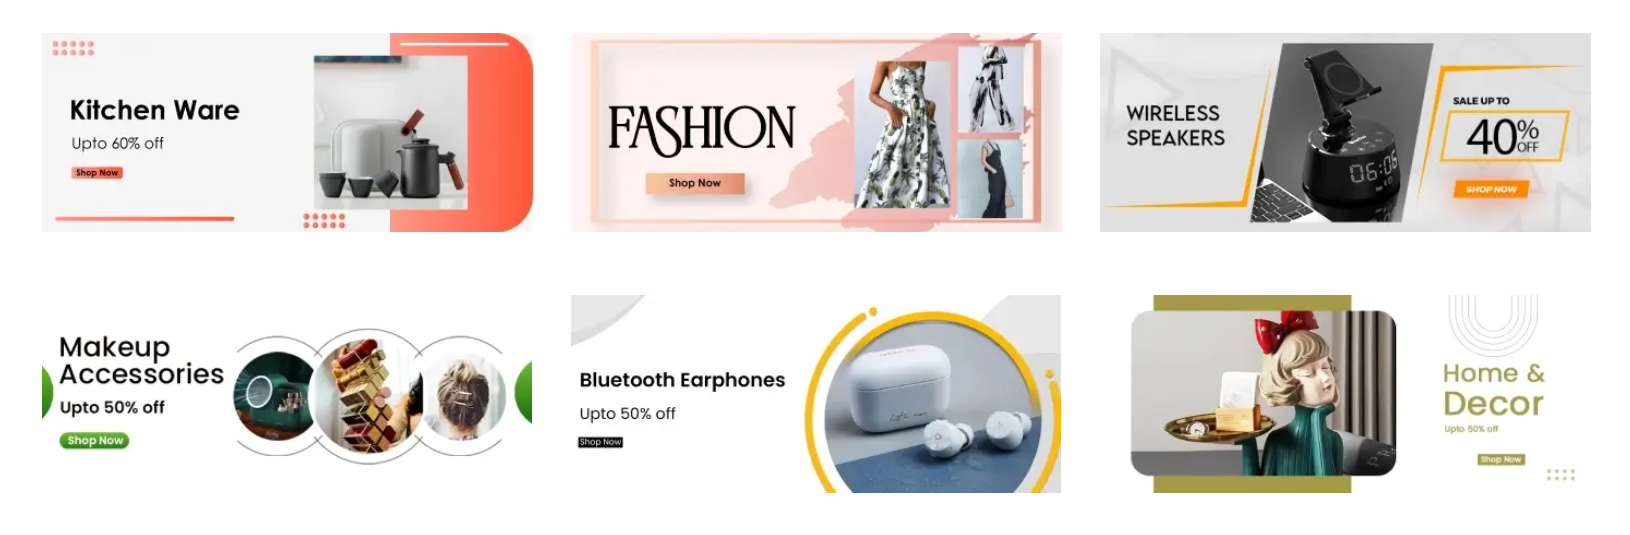 Kitchen Ware
Upto 60% off
Shop Now
FASHION
Shop Now
WIRELESS
SPEAKERS
06:06
SALE UP TO
40%
OFF
SHOP NOW
Makeup
Accessories
Upto 50% off
Shop Now
Bluetooth Earphones
Upto 50% off
Shop Now
Home &
Decor
Upto 50% off
Shop Now